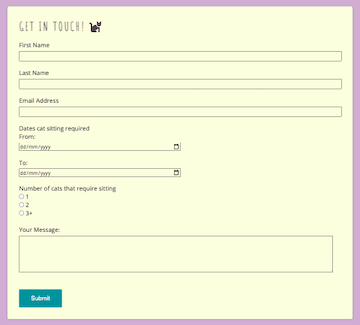 GET IN TOUCH!
First Name
Last Name
Email Address
Dates cat sitting required
From:
dd/mm/yyyy
To:
dd/mm/yyyy
Number of cats that require sitting
1
2
3+
Your Message:
Submit